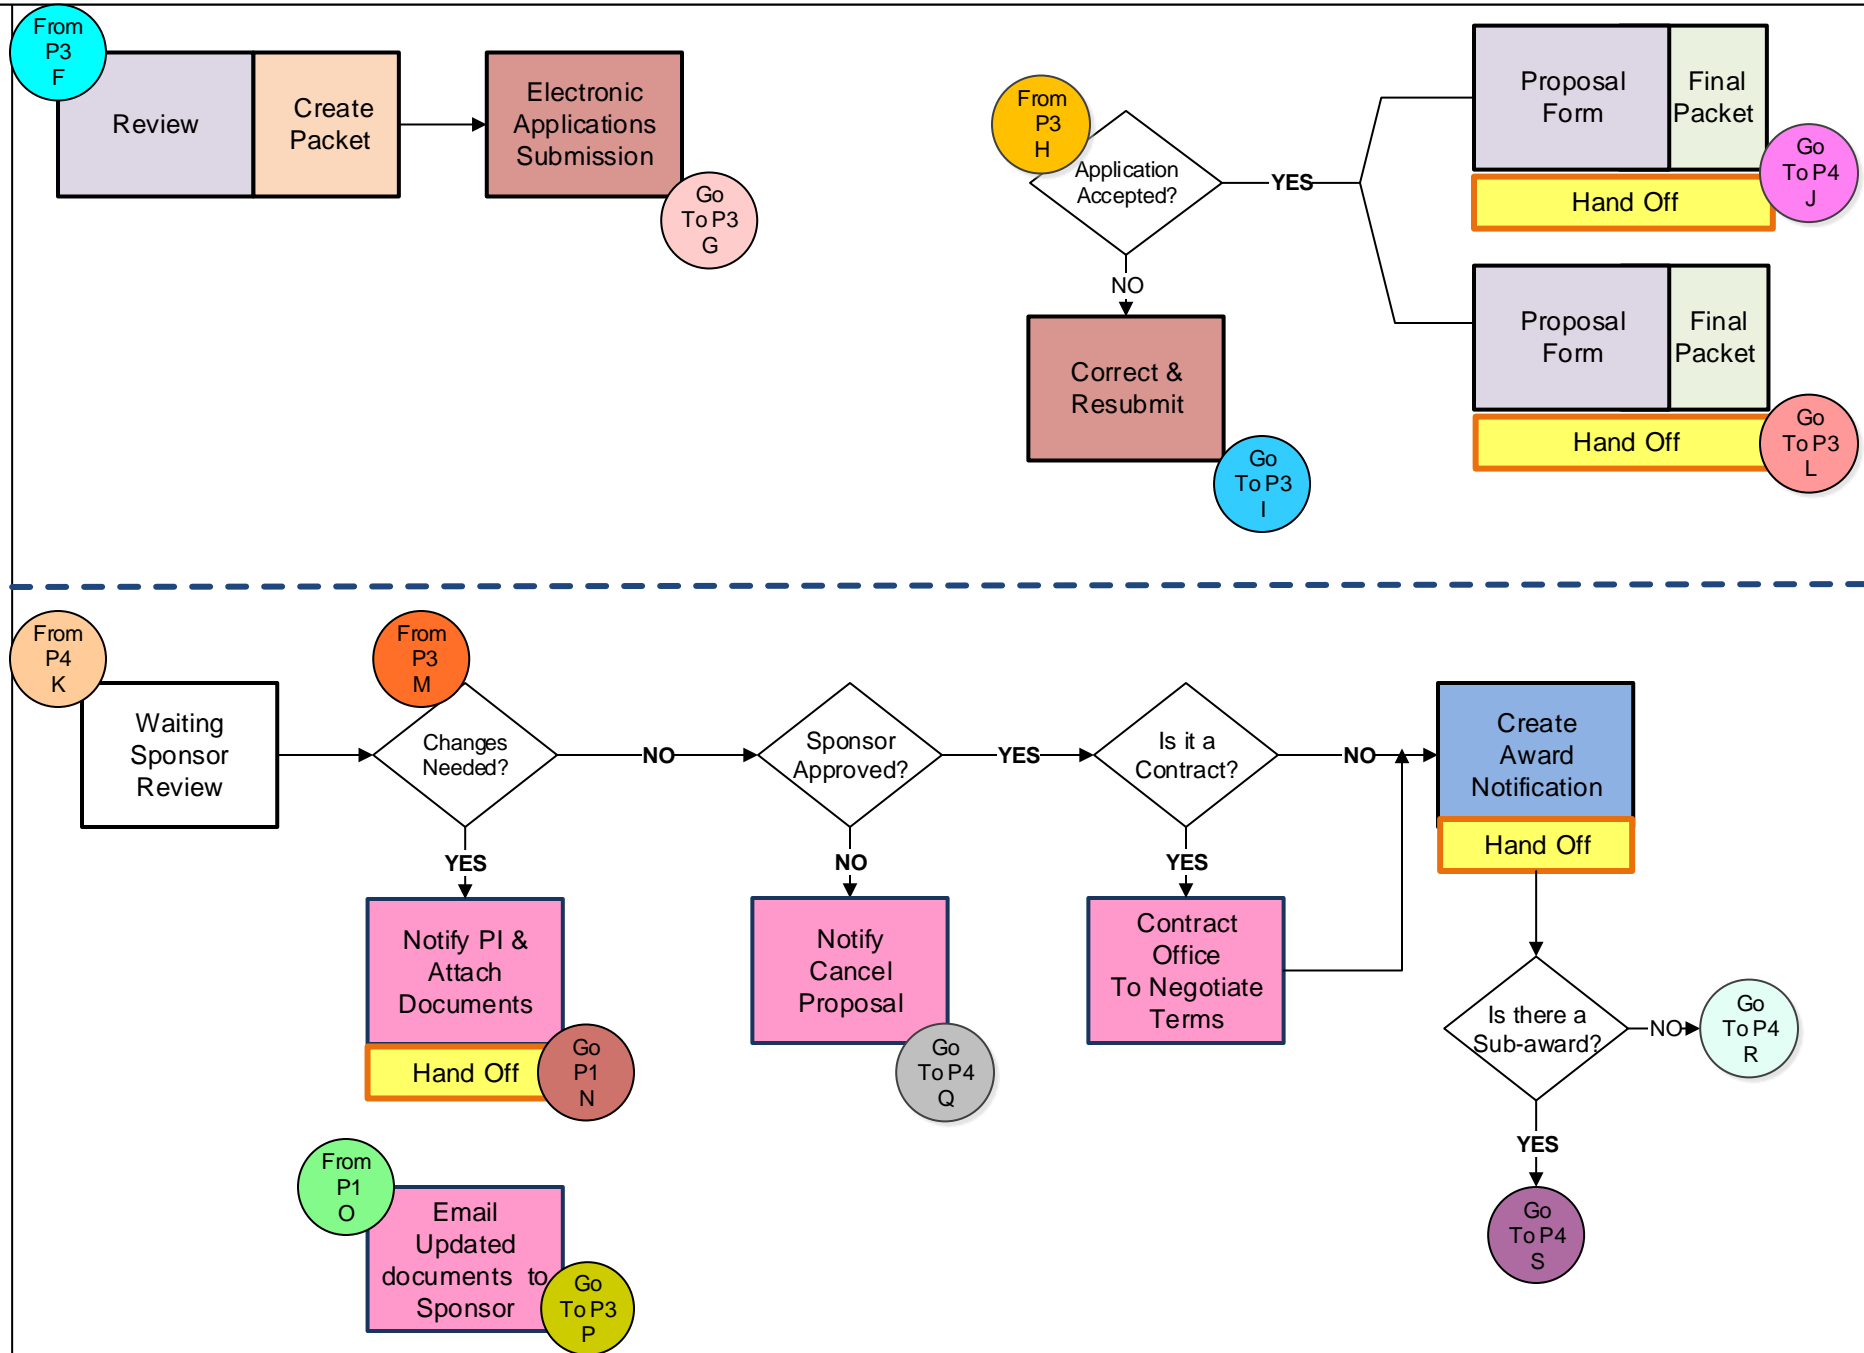 From
P3
F
Review
Create
Packet
Electronic
Applications
Submission
Go
To P3
G
From
P3
H
Application
Accepted?
YES
NO
Correct &
Resubmit
Go
To P3
I
Proposal
Form
Final
Packet
Hand Off
Go
To P4
J
Proposal
Form
Final
Packet
Hand Off
Go
To P3
L
From
P4
K
Waiting
Sponsor
Review
From
P3
M
Changes
Needed?
NO
YES
Notify PI &
Attach
Documents
Hand Off
Go
P1
N
From
P1
O
Email
Updated
documents to
Sponsor
Go
To P3
P
Sponsor
Approved?
YES
NO
Notify
Cancel
Proposal
Go
To P4
Q
Is it a
Contract?
NO
YES
Contract
Office
To Negotiate
Terms
Create
Award
Notification
Hand Off
Is there a
Sub-award?
NO
Go
To P4
R
YES
Go
To P4
S